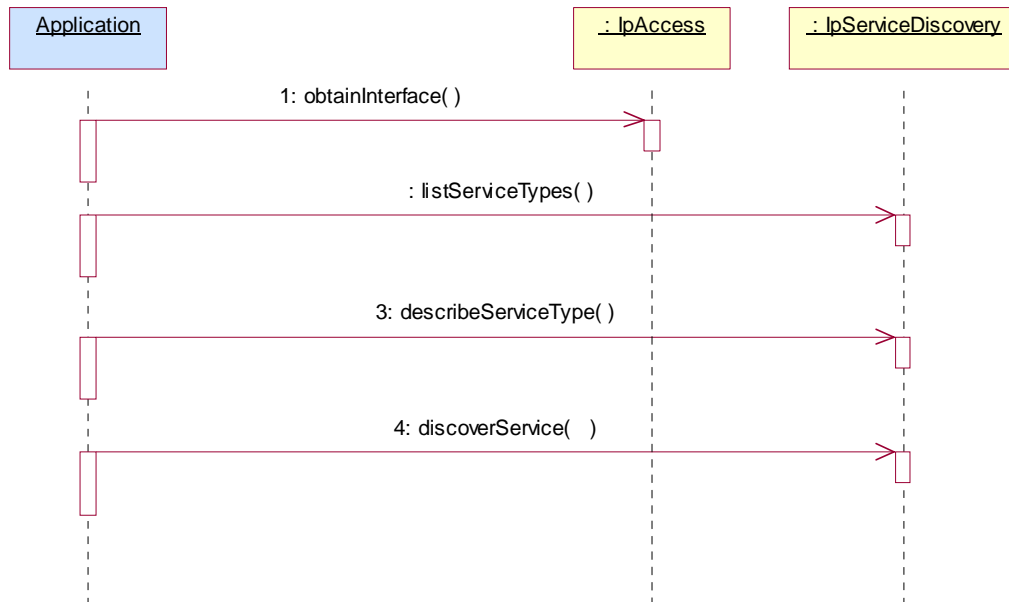 Application
: IpAccess
: IpServiceDiscovery
1: obtainInterface( )
: listServiceTypes( )
3: describeServiceType( )
4: discoverService(  )